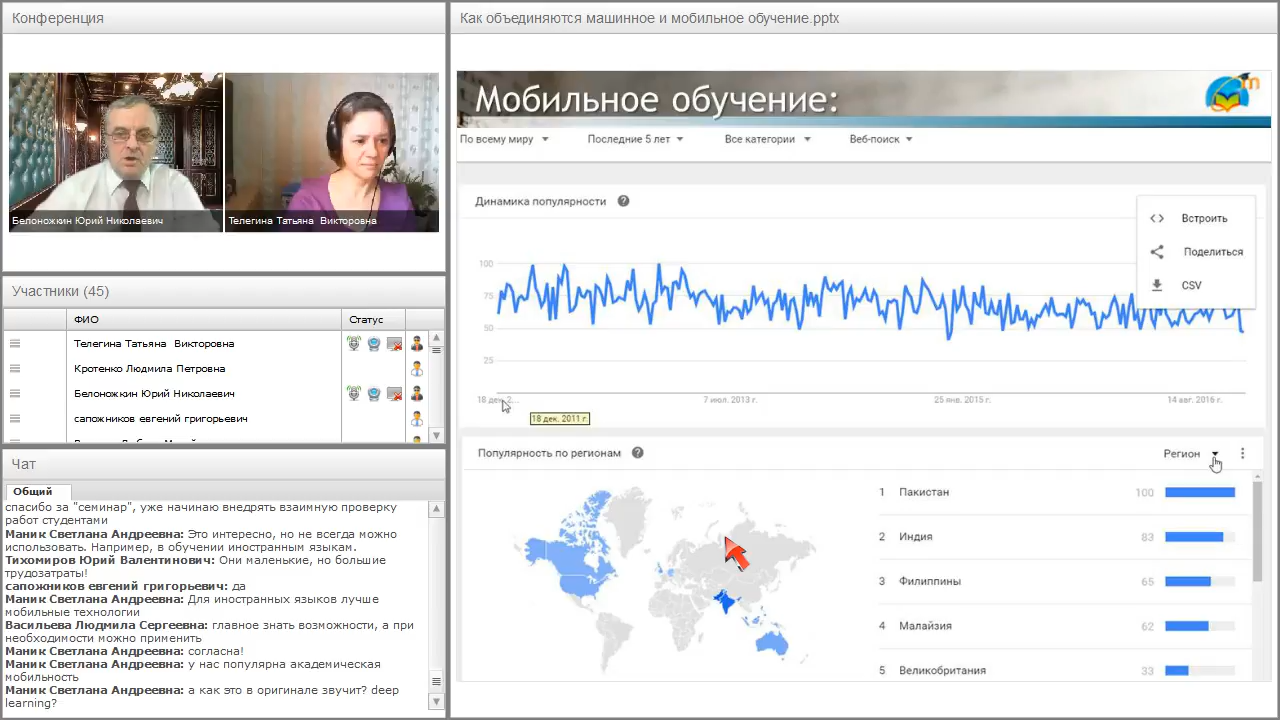 Конференция
Белоножкин Юрий Николаевич
Телегина Татьяна Викторовна
Участники (45)
ФИО Статус
Телегина Татьяна Викторовна
Кротенко Людмила Петровна
Белоножкин Юрий Николаевич
сапожников евгений григорьевич
Чат
Общий
спасибо за "семинар", уже начинаю внедрять взаимную проверку
работ студентами
Маник Светлана Андреевна: Это интересно, но не всегда можно
использовать. Например, в обучении иностранным языкам.
Тихомиров Юрий Валентинович: Они маленькие, но большие
трудозатраты!
сапожников евгений григорьевич: да
Маник Светлана Андреевна: Для иностранных языков лучше
мобильные технологии
Васильева Людмила Сергеевна: главное знать возможности, а при
необходимости можно применить
Маник Светлана Андреевна: согласна!
Маник Светлана Андреевна: у нас популярна академическая
мобильность
Маник Светлана Андреевна: а как это в оригинале звучит? deep
learning?
Как объединяются машинное и мобильное обучение.pptx
Мобильное обучение:
m
По всему миру Последние 5 лет Все категории Веб-поиск
Динамика популярности ?
<> Встроить
Поделиться
CSV
100
75
50
25
18 дек. 2... 7 июл. 2013 г. 25 янв. 2015 г. 14 авг. 2016 г.
18 дек. 2011 г.
Популярность по регионам ? Регион
1 Пакистан 100
2 Индия 83
3 Филиппины 65
4 Малайзия 62
5 Великобритания 33